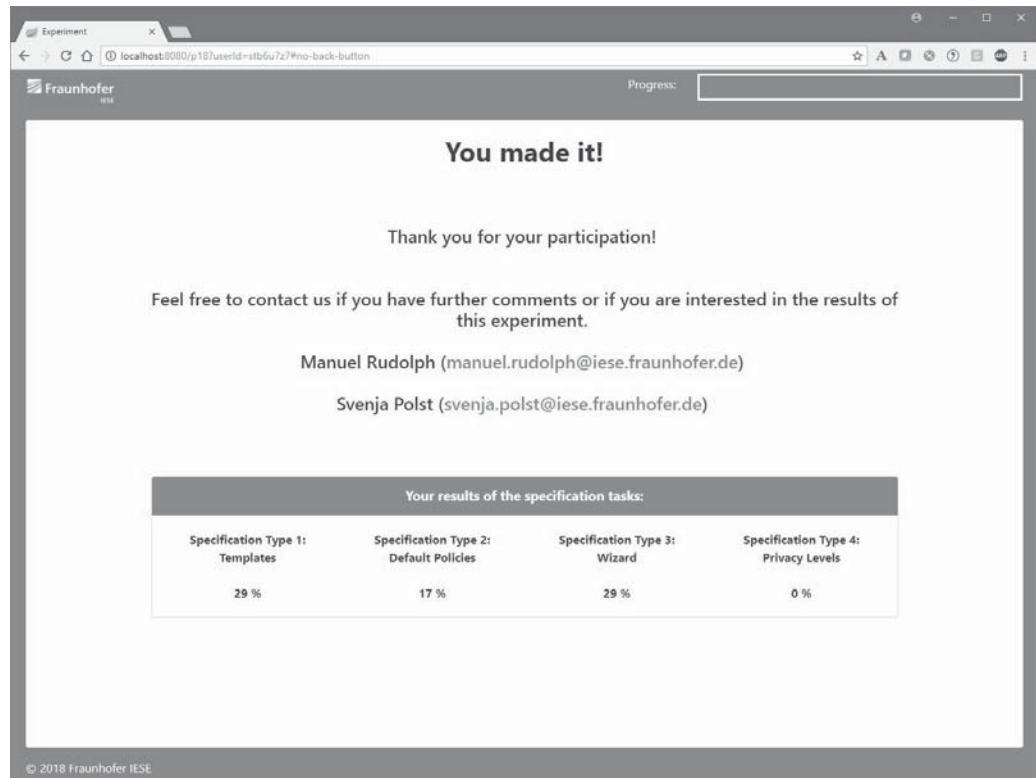 Experiment
localhost:8080/p18?userId=stb6u7z7#no-back-button
Fraunhofer
IESE
Progress:
You made it!
Thank you for your participation!
Feel free to contact us if you have further comments or if you are interested in the results of
this experiment.
Manuel Rudolph (manuel.rudolph@iese.fraunhofer.de)
Svenja Polst (svenja.polst@iese.fraunhofer.de)
Your results of the specification tasks:
Specification Type 1: Specification Type 2: Specification Type 3: Specification Type 4:
Templates Default Policies Wizard Privacy Levels
29 % 17 % 29 % 0 %
© 2018 Fraunhofer IESE